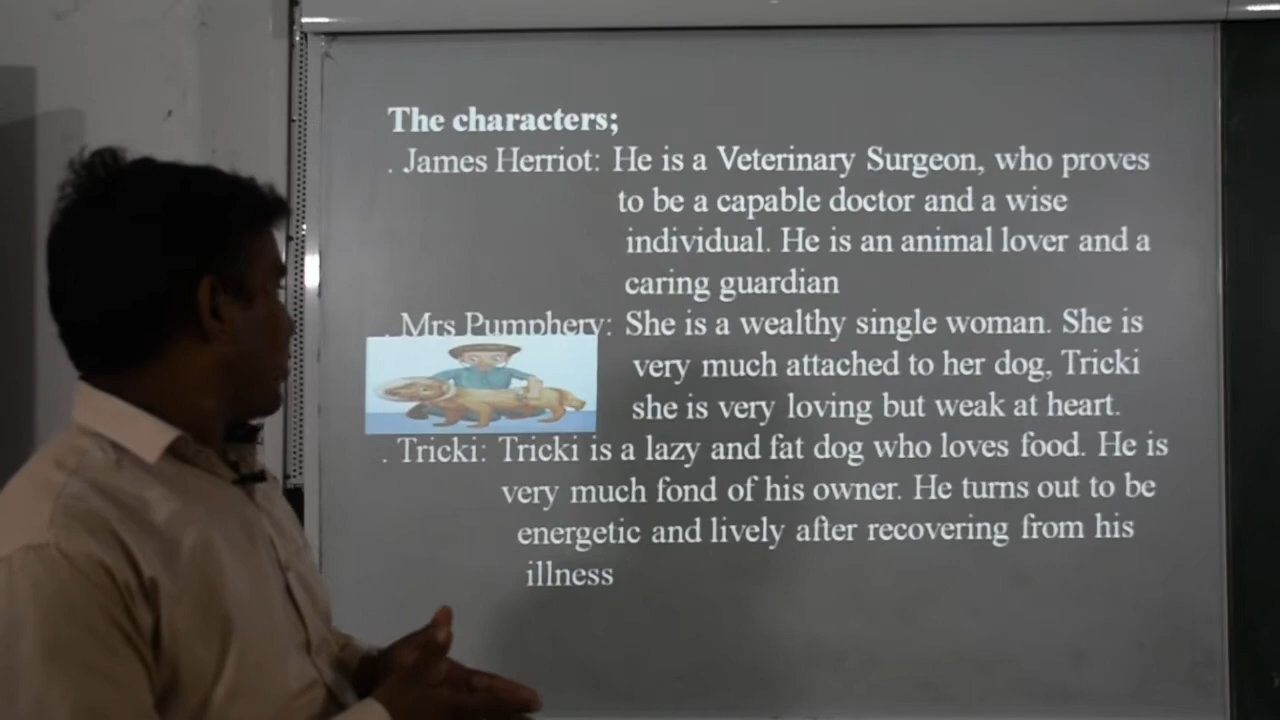 The characters;
. James Herriot: He is a Veterinary Surgeon, who proves
to be a capable doctor and a wise
individual. He is an animal lover and a
caring guardian
. Mrs Pumphery: She is a wealthy single woman. She is
very much attached to her dog, Tricki
she is very loving but weak at heart.
. Tricki: Tricki is a lazy and fat dog who loves food. He is
very much fond of his owner. He turns out to be
energetic and lively after recovering from his
illness